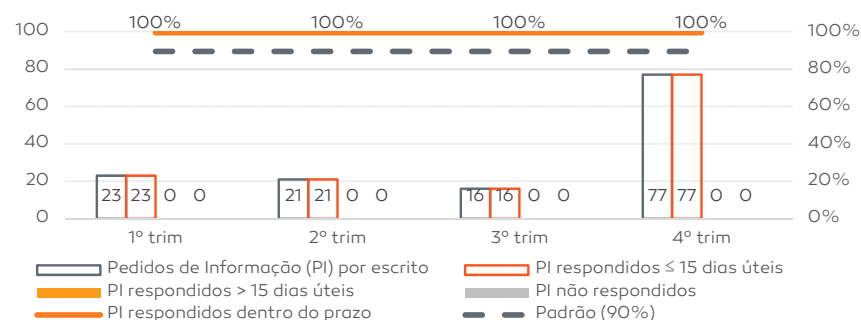 100% 100% 100% 100%
100 100%
80 80%
60 60%
40 40%
20 20%
23 23 0 0 21 21 0 0 16 16 0 0 77 77 0 0
0 0%
1º trim 2º trim 3º trim 4º trim
Pedidos de Informação (PI) por escrito PI respondidos ≤ 15 dias úteis
PI respondidos > 15 dias úteis PI não respondidos
PI respondidos dentro do prazo Padrão (90%)